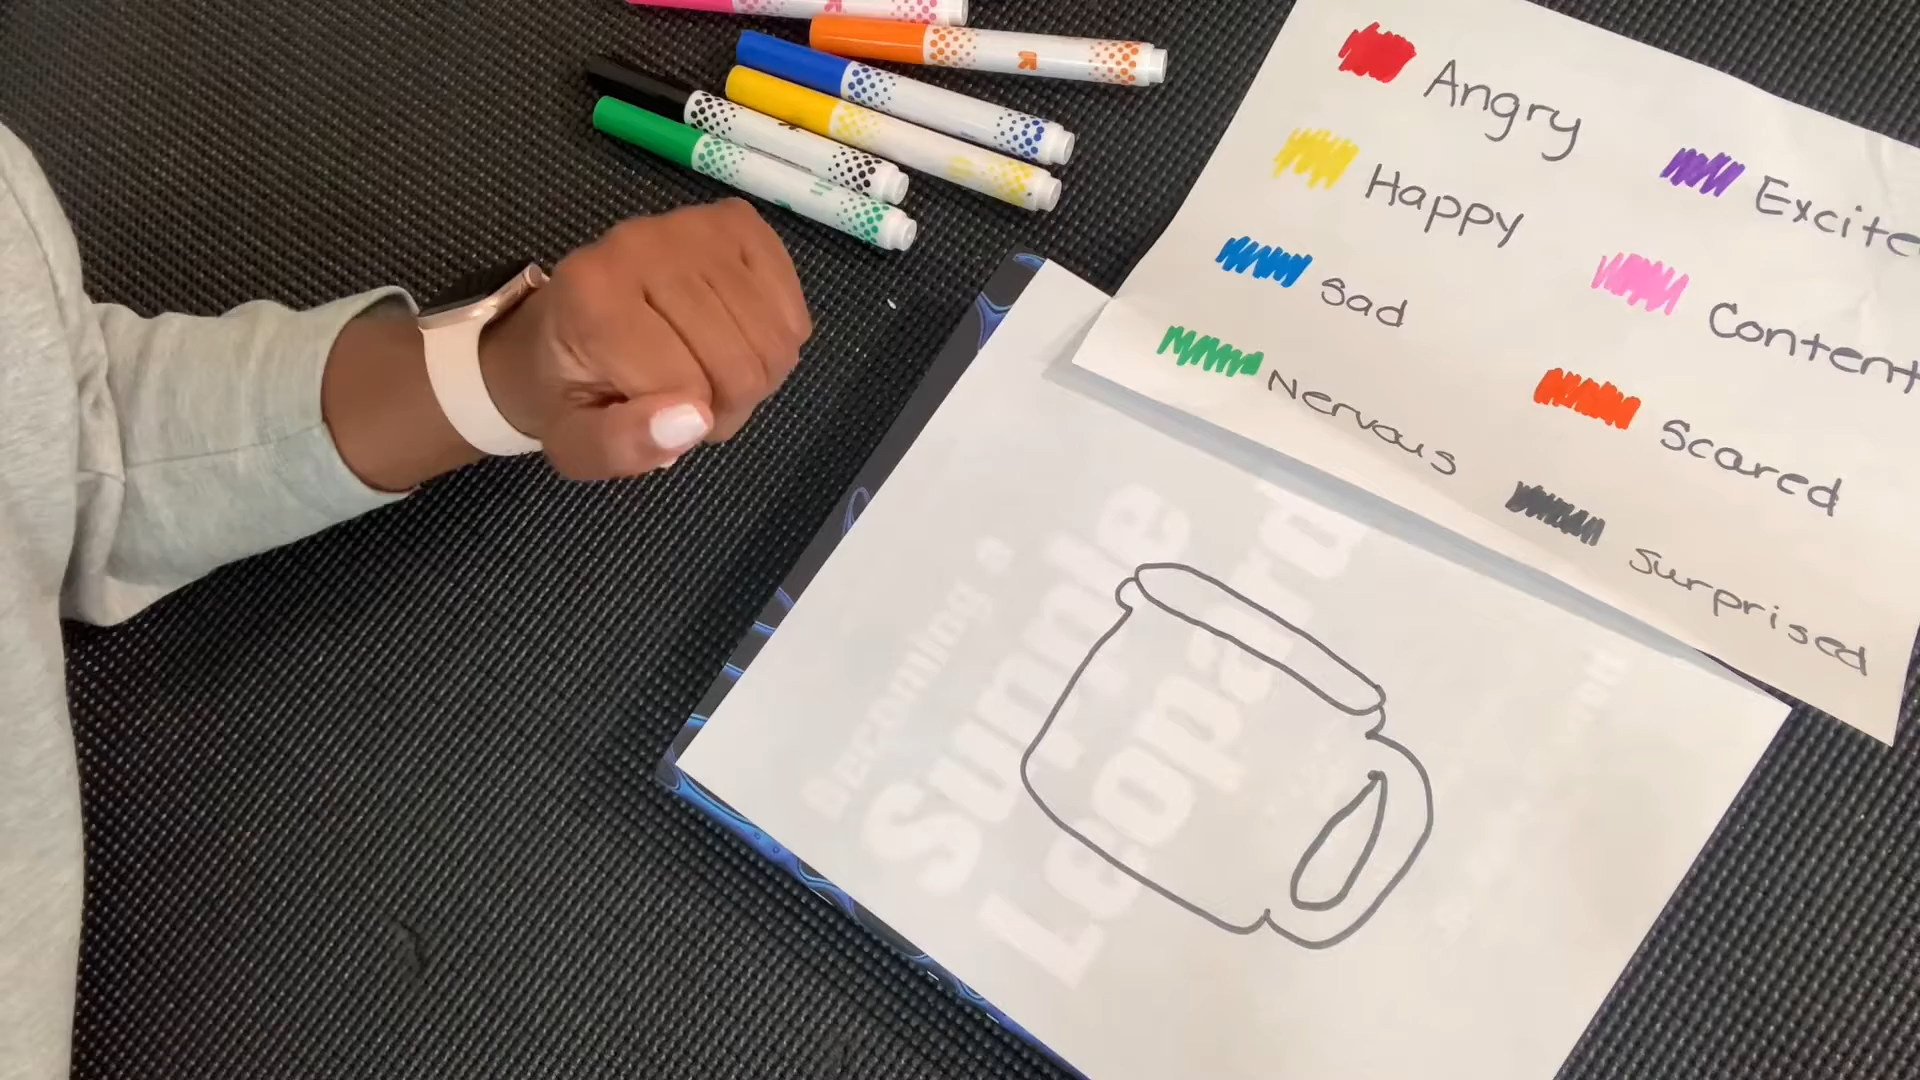 Angry
Happy
Sad
Nervous
Excite
Content
Scared
Surprised
Becoming a
Supple
Leopard